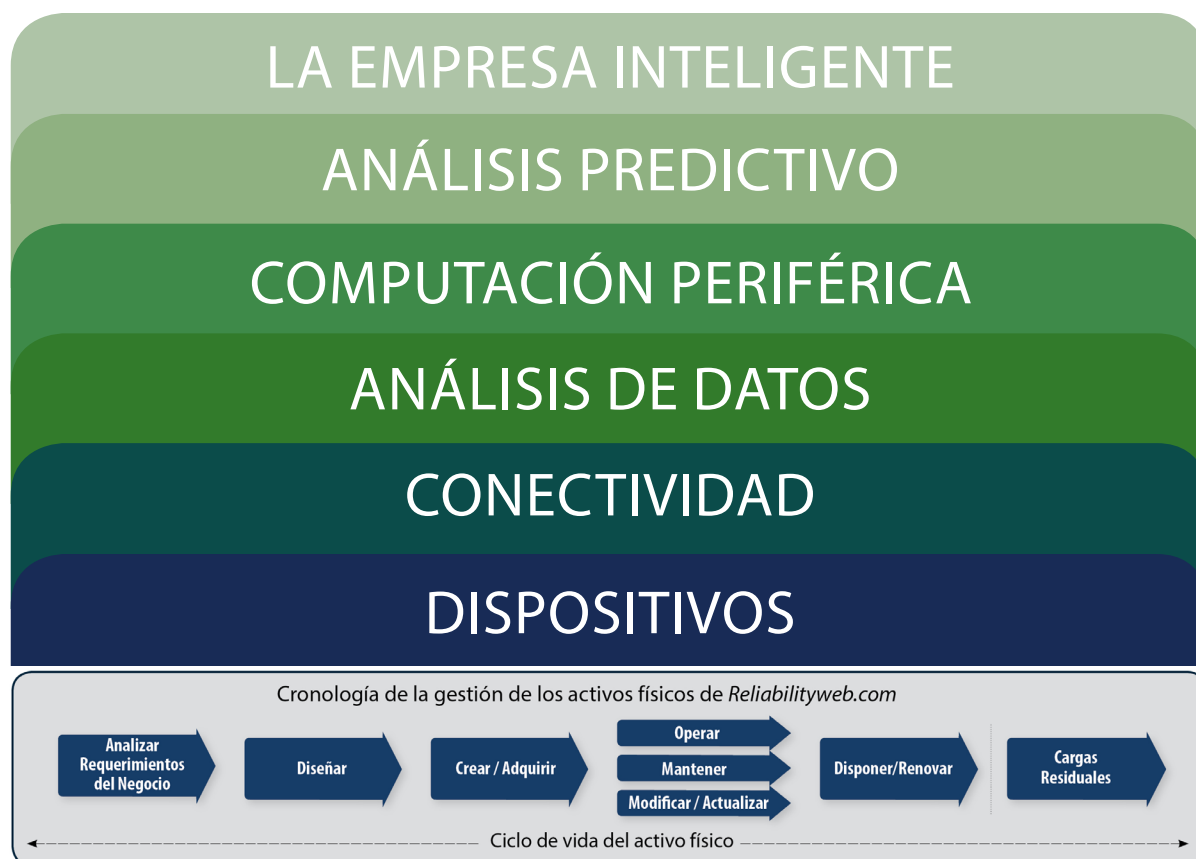 LA EMPRESA INTELIGENTE
ANÁLISIS PREDICTIVO
COMPUTACIÓN PERIFÉRICA
ANÁLISIS DE DATOS
CONECTIVIDAD
DISPOSITIVOS
Cronología de la gestión de los activos físicos de Reliabilityweb.com
Analizar
Requerimientos
del Negocio
Diseñar
Crear / Adquirir
Operar
Mantener
Modificar / Actualizar
Disponer/Renovar
Cargas
Residuales
Ciclo de vida del activo físico